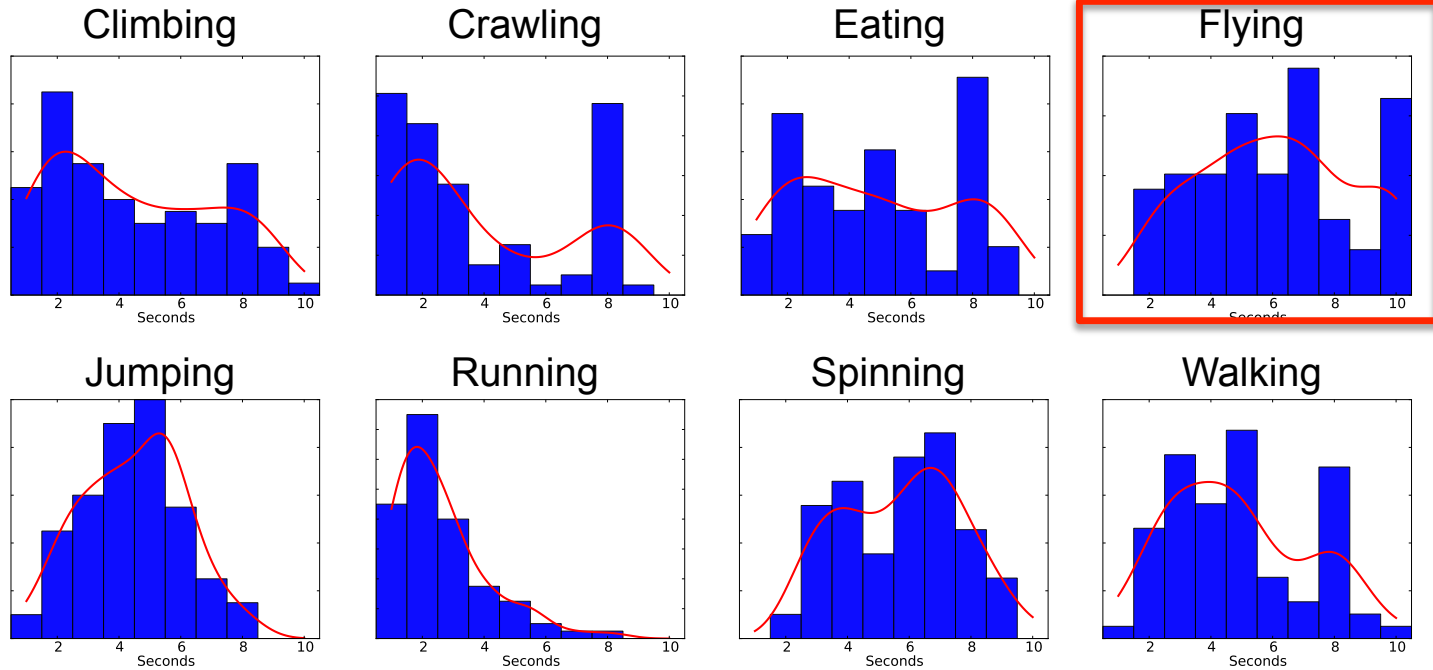 Climbing Crawling Eating Flying
2 4 6 8 10 2 4 6 8 10 2 4 6 8 10 2 4 6 8 10
Seconds Seconds Seconds Seconds
Jumping Running Spinning Walking
2 4 6 8 10 2 4 6 8 10 2 4 6 8 10 2 4 6 8 10
Seconds Seconds Seconds Seconds